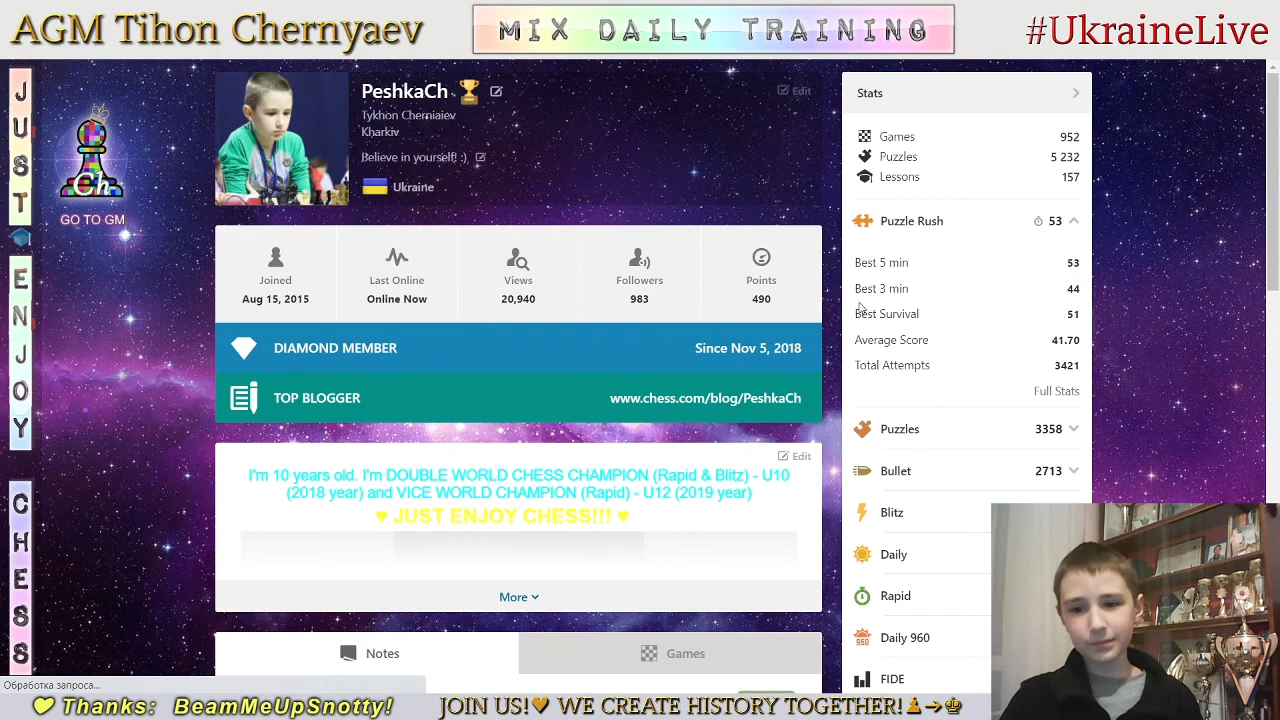 AGM Tihon Chernyaev
MIX DAILY TRAINING
#UkraineLive
JUST
ENJOY
CHESS
Ch
GO TO GM
PeshkaCh
Edit
Tykhon Cherniaiev
Kharkiv
Believe in yourself! :)
Ukraine
Joined
Aug 15, 2015
Last Online
Online Now
Views
20,940
Followers
983
Points
490
DIAMOND MEMBER
Since Nov 5, 2018
TOP BLOGGER
www.chess.com/blog/PeshkaCh
Edit
I'm 10 years old. I'm DOUBLE WORLD CHESS CHAMPION (Rapid & Blitz) - U10
(2018 year) and VICE WORLD CHAMPION (Rapid) - U12 (2019 year)
♥ JUST ENJOY CHESS!!! ♥
More
Notes
Games
Stats
Games 952
Puzzles 5 232
Lessons 157
Puzzle Rush 53
Best 5 min 53
Best 3 min 44
Best Survival 51
Average Score 41.70
Total Attempts 3421
Full Stats
Puzzles 3358
Bullet 2713
Blitz
Daily
Rapid
960
Daily 960
FIDE
Обработка запроса...
Thanks: BeamMeUpSnotty!
JOIN US!♥ WE CREATE HISTORY TOGETHER!♟→♚